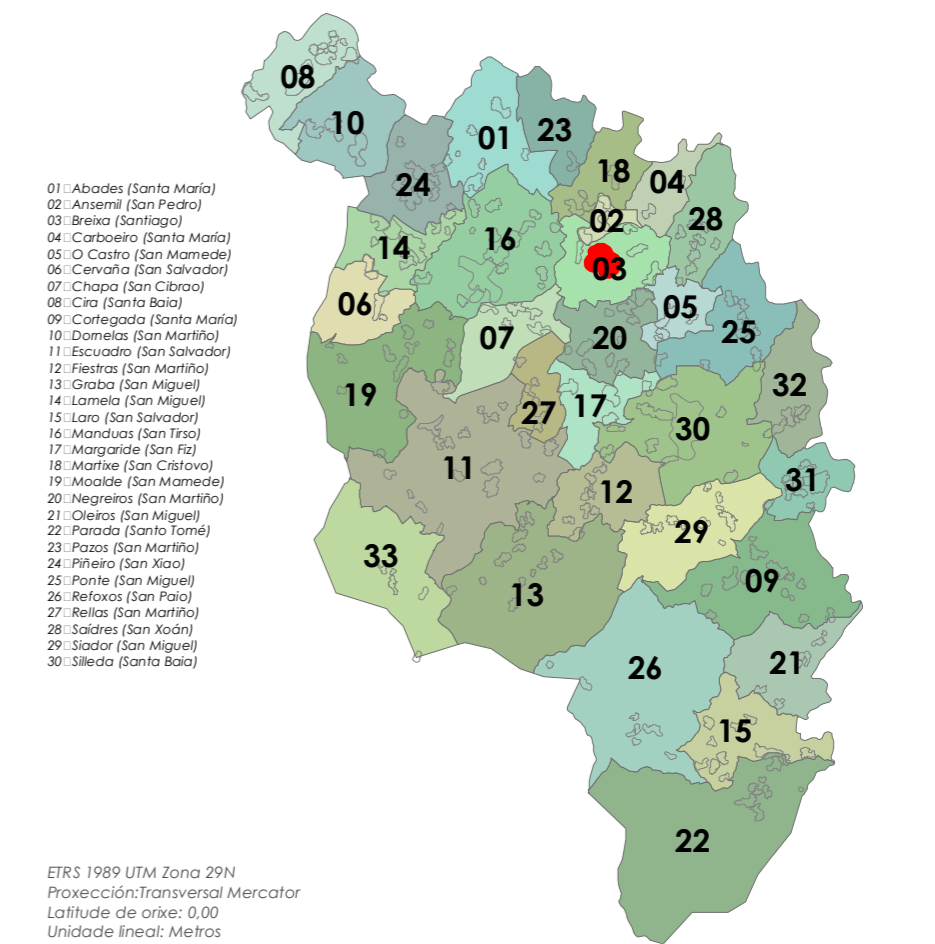 08
10
01
23
18
04
24
02
28
16
14
03
06
05
25
07
20
19
32
27
17
30
11
12
31
29
33
09
13
26
21
15
22
01□Abades (Santa María)
02□Ansemil (San Pedro)
03□Breixa (Santiago)
04□Carboeiro (Santa María)
05□O Castro (San Mamede)
06□Cervaña (San Salvador)
07□Chapa (San Cibrao)
08□Cira (Santa Baia)
09□Cortegada (Santa María)
10□Dornelas (San Martiño)
11□Escuadro (San Salvador)
12□Fiestras (San Martiño)
13□Graba (San Miguel)
14□Lamela (San Miguel)
15□Laro (San Salvador)
16□Manduas (San Tirso)
17□Margaride (San Fiz)
18□Martixe (San Cristovo)
19□Moalde (San Mamede)
20□Negreiros (San Martiño)
21□Oleiros (San Miguel)
22□Parada (Santo Tomé)
23□Pazos (San Martiño)
24□Piñeiro (San Xiao)
25□Ponte (San Miguel)
26□Refoxos (San Paio)
27□Rellas (San Martiño)
28□Saídres (San Xoán)
29□Siador (San Miguel)
30□Silleda (Santa Baia)
ETRS 1989 UTM Zona 29N
Proxección:Transversal Mercator
Latitude de orixe: 0,00
Unidade lineal: Metros